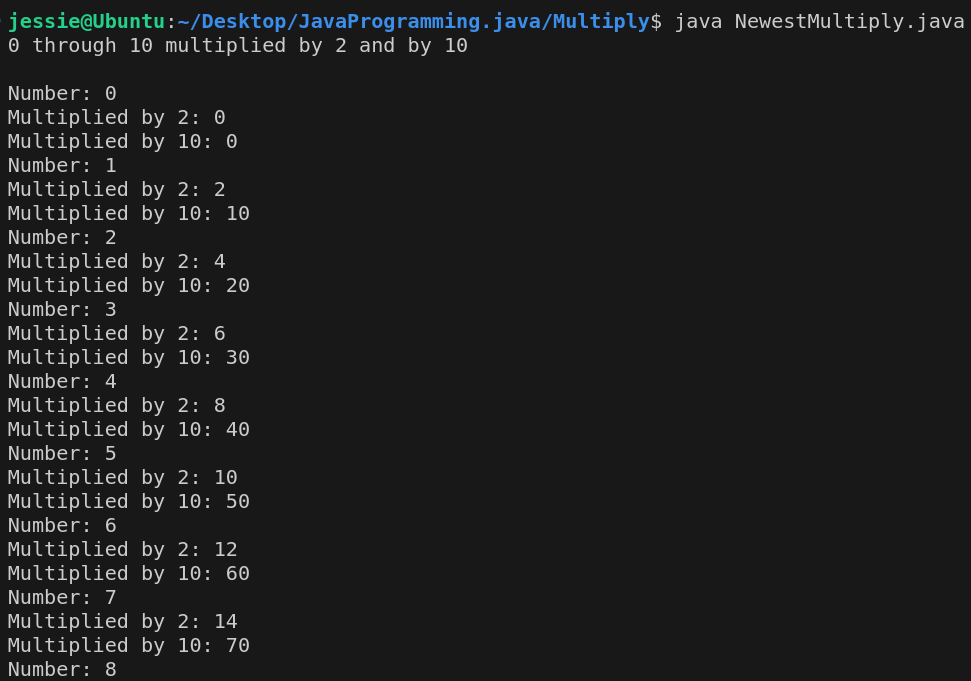 jessie@Ubuntu:~/Desktop/JavaProgramming.java/Multiply$ java NewestMultiply.java
0 through 10 multiplied by 2 and by 10
Number: 0
Multiplied by 2: 0
Multiplied by 10: 0
Number: 1
Multiplied by 2: 2
Multiplied by 10: 10
Number: 2
Multiplied by 2: 4
Multiplied by 10: 20
Number: 3
Multiplied by 2: 6
Multiplied by 10: 30
Number: 4
Multiplied by 2: 8
Multiplied by 10: 40
Number: 5
Multiplied by 2: 10
Multiplied by 10: 50
Number: 6
Multiplied by 2: 12
Multiplied by 10: 60
Number: 7
Multiplied by 2: 14
Multiplied by 10: 70
Number: 8